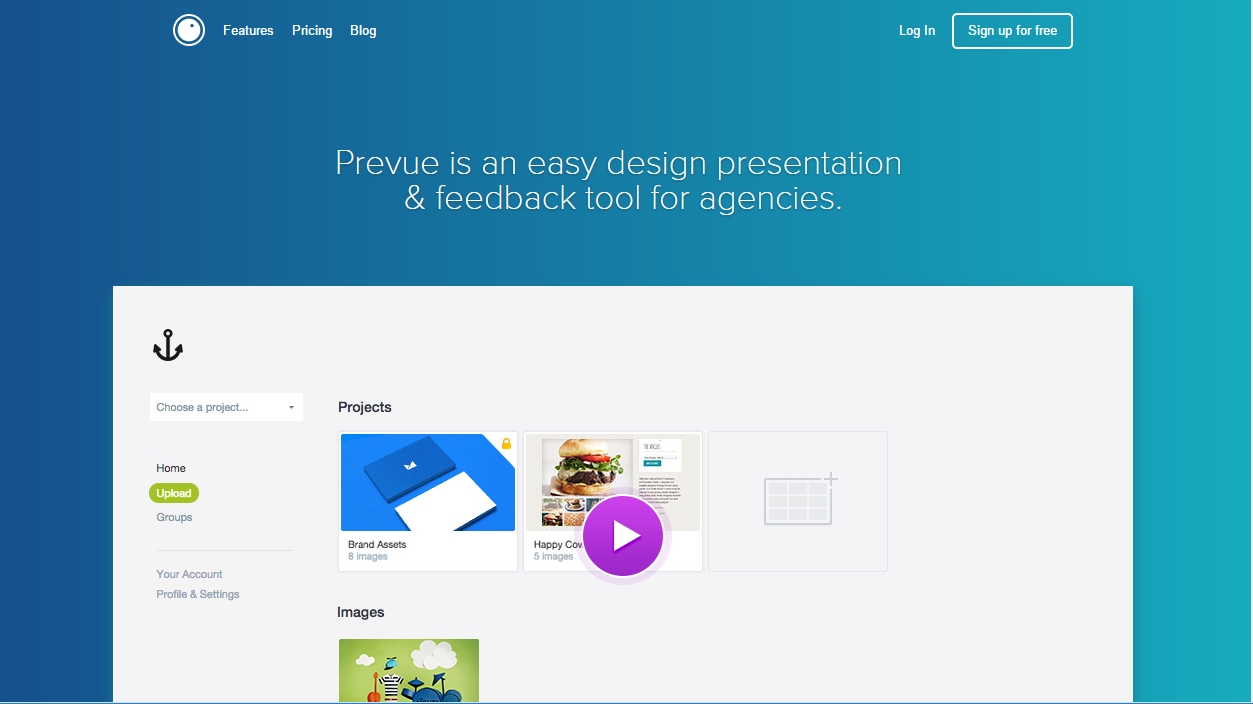 Features Pricing Blog
Log In Sign up for free
Prevue is an easy design presentation
& feedback tool for agencies.
Choose a project...
Home
Upload
Groups
Your Account
Profile & Settings
Projects
Brand Assets
8 images
Happy
5 images
Images